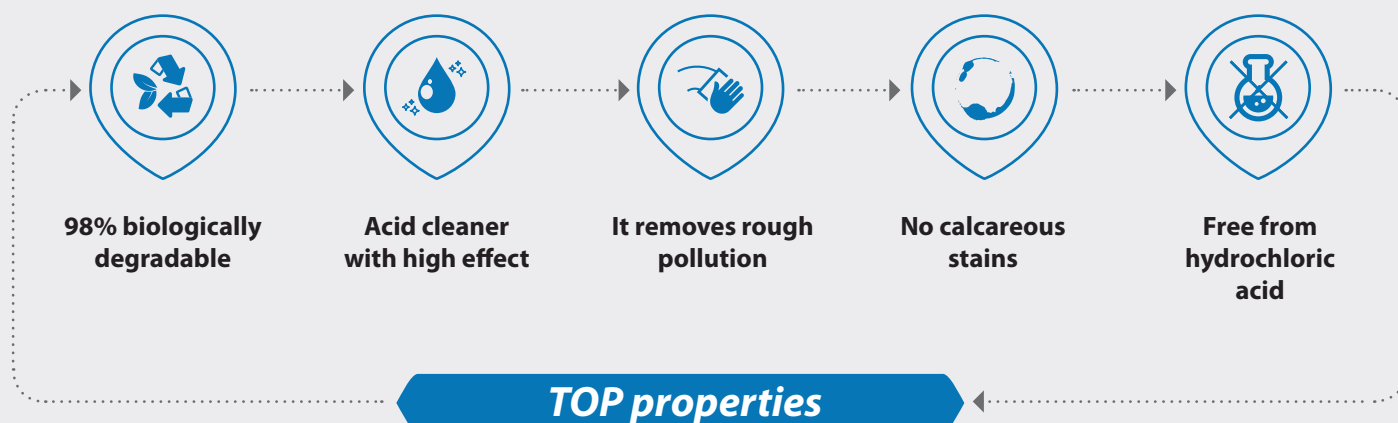 98% biologically
degradable
Acid cleaner
with high effect
It removes rough
pollution
No calcareous
stains
Free from
hydrochloric
acid
TOP properties